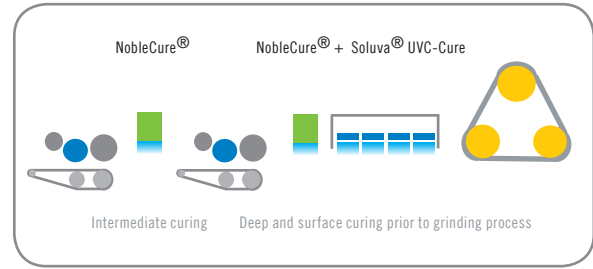 NobleCure® NobleCure® + Soluva® UVC-Cure
Intermediate curing Deep and surface curing prior to grinding process